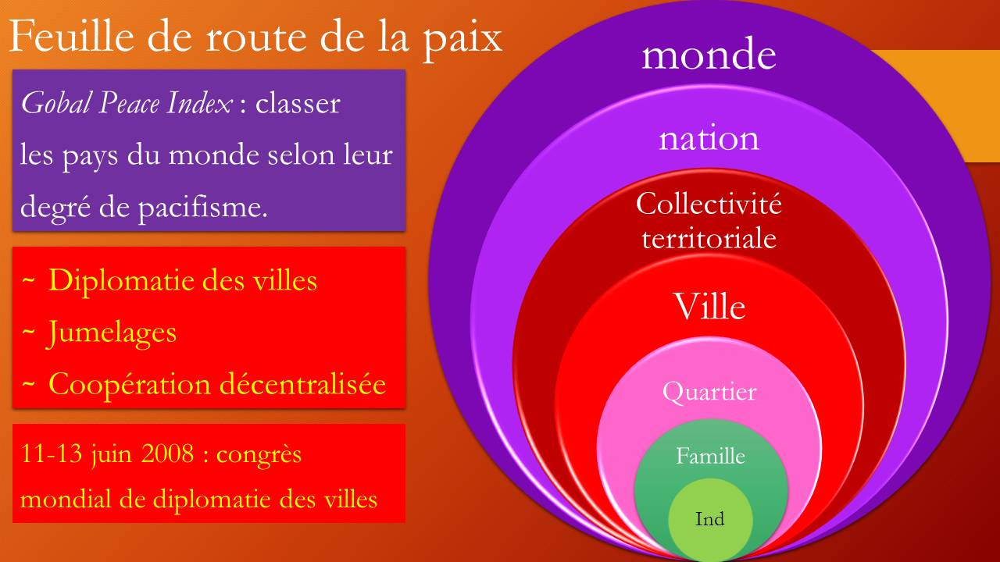 Feuille de route de la paix
Gobal Peace Index : classer
les pays du monde selon leur
degré de pacifisme.
~ Diplomatie des villes
~ Jumelages
~ Coopération décentralisée
11-13 juin 2008 : congrès
mondial de diplomatie des villes
monde
nation
Collectivité
territoriale
Ville
Quartier
Famille
Ind